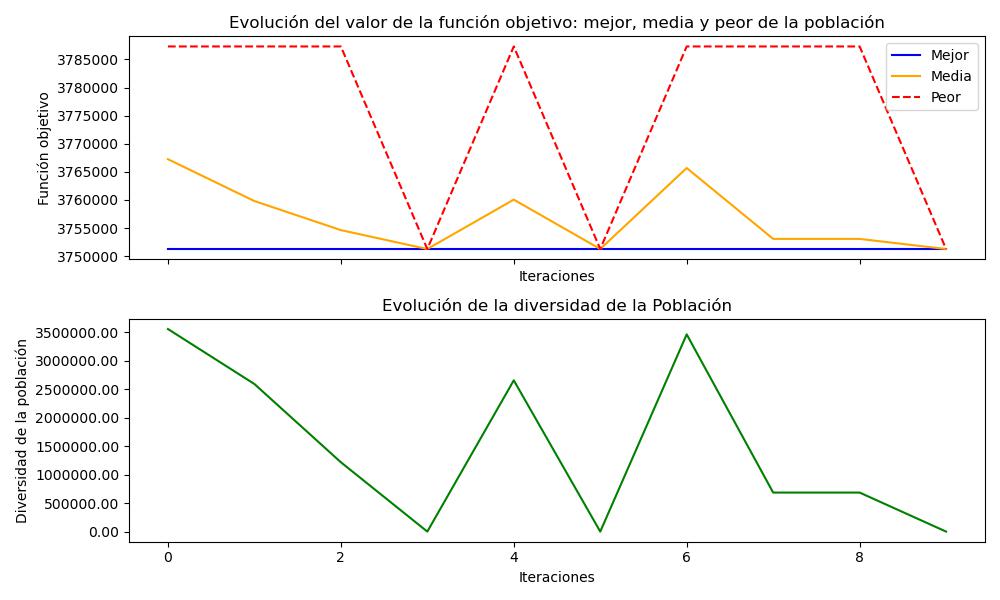 Evolución del valor de la función objetivo: mejor, media y peor de la población
Función objetivo
3785000
3780000
3775000
3770000
3765000
3760000
3755000
3750000
Mejor
Media
Peor
Iteraciones
Evolución de la diversidad de la Población
Diversidad de la población
3500000.00
3000000.00
2500000.00
2000000.00
1500000.00
1000000.00
500000.00
0.00
0 2 4 6 8
Iteraciones